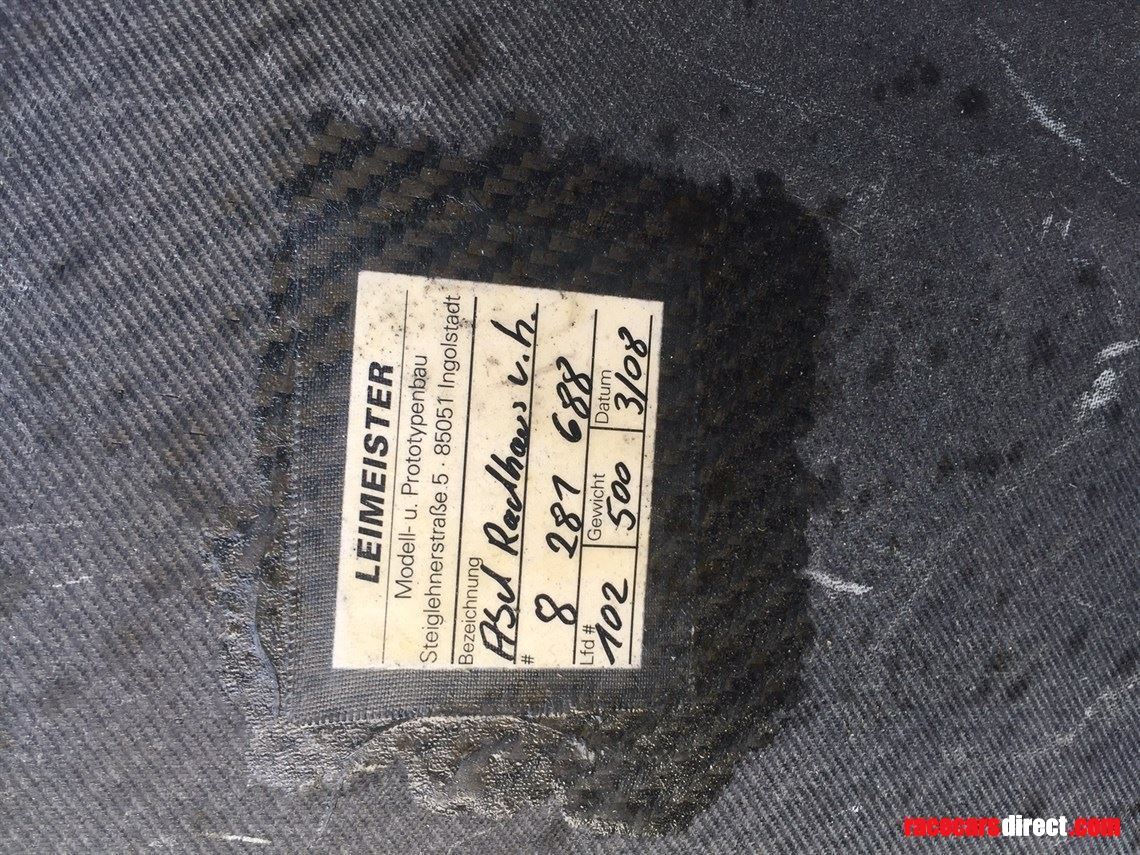 LEIMEISTER
Modell- u. Prototypenbau
Steiglehnerstraße 5 · 85051 Ingolstadt
Bezeichnung
Radhaus v.h.
# 8 281 688
Lfd # Gewicht Datum
102 500 3/08
racecarsdirect.com